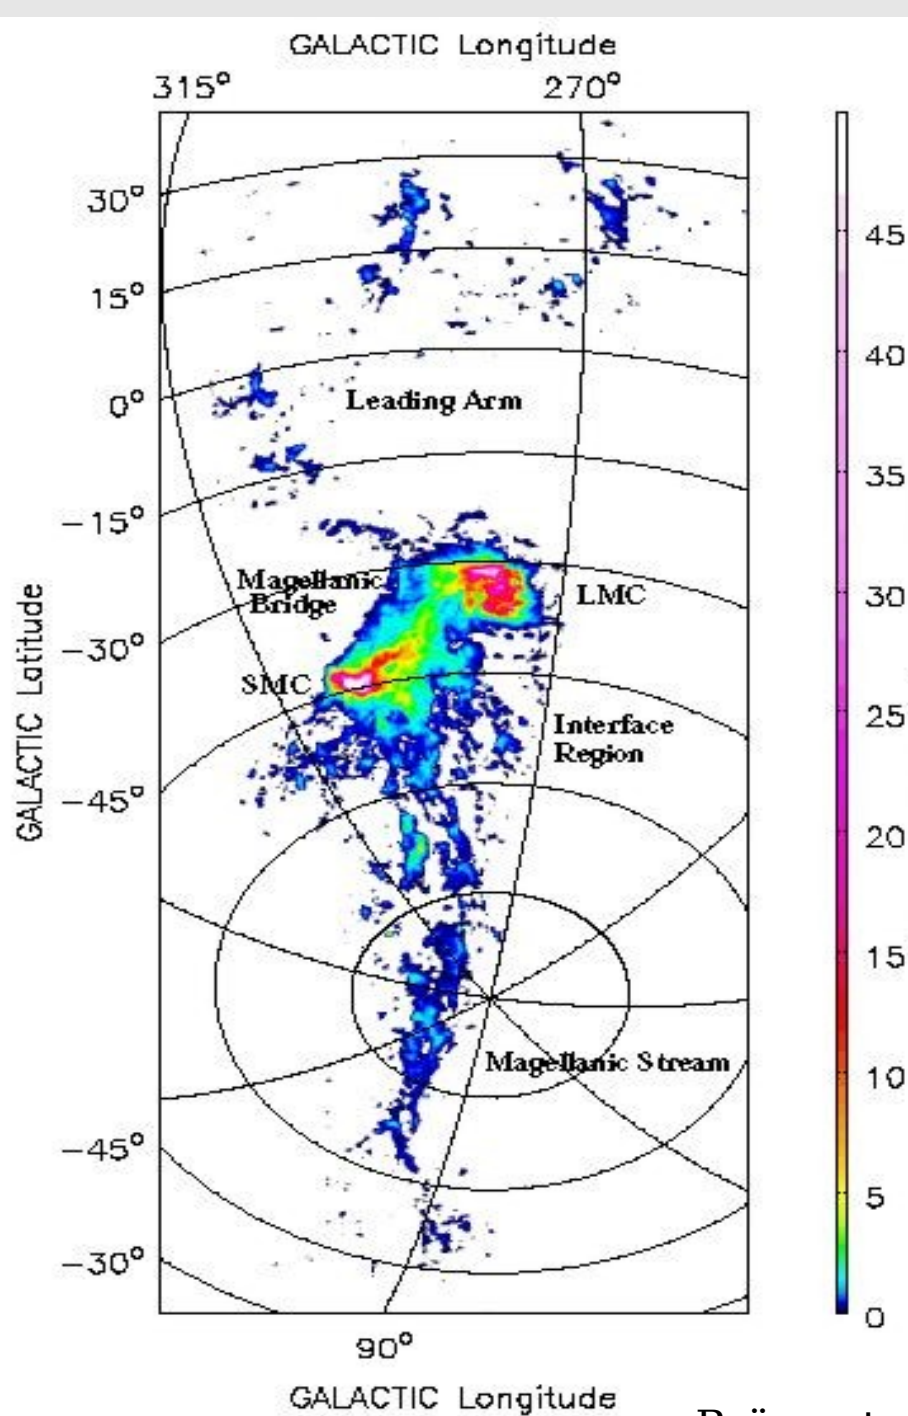 GALACTIC Longitude
315° 270°
30°
15°
0°
−15°
−30°
−45°
−45°
−30°
GALACTIC Latitude
Leading Arm
Magellanic
Bridge
LMC
SMC
Interface
Region
Magellanic Stream
45
40
35
30
25
20
15
10
5
0
90°
GALACTIC Longitude